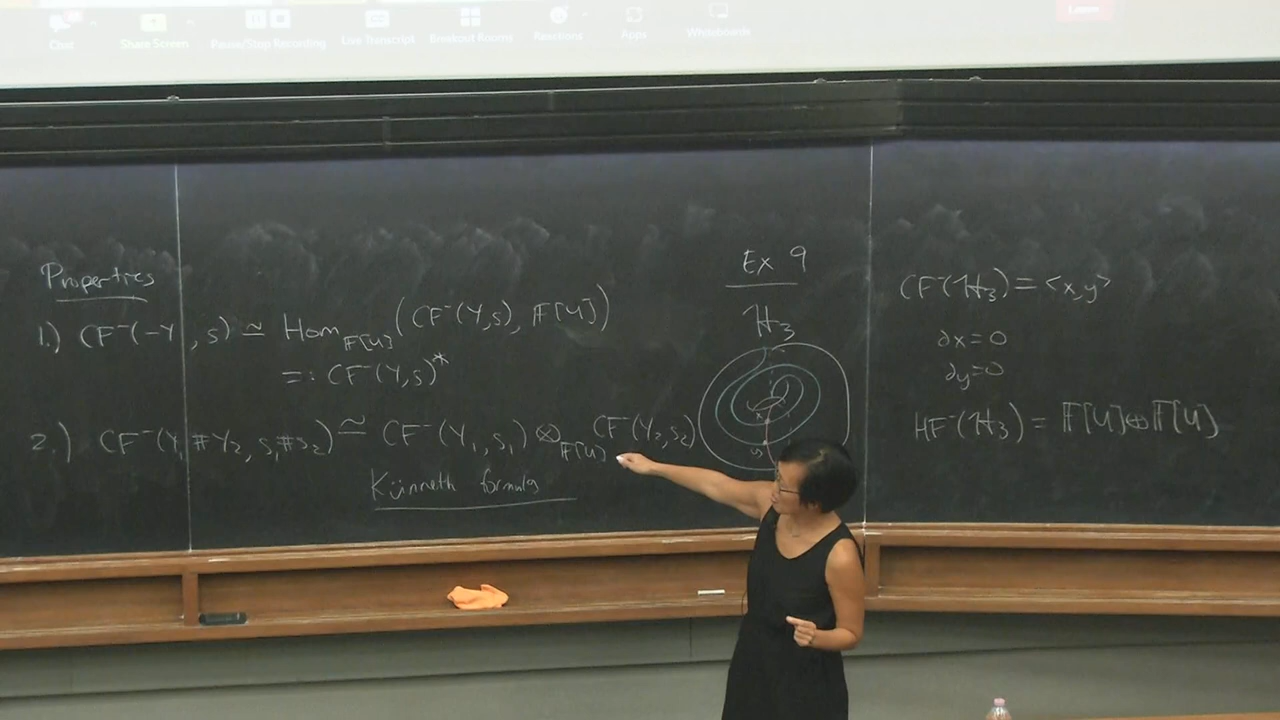 Chat Share Screen Pause/Stop Recording Live Transcript Breakout Rooms Reactions Apps Whiteboards Leave
Properties
1.) CF⁻(-Y, s) ≃ Hom_F[U] (CF⁻(Y,s), F[U])
=: CF⁻(Y,s)*
2.) CF⁻(Y₁#Y₂, s₁#s₂) ≃ CF⁻(Y₁, s₁) ⊗_F[U] CF⁻(Y₂,s₂)
Künneth formula
Ex 9
H₃
CF⁻(H₃) = <x,y>
∂x=0
∂y=0
HF⁻(H₃) = F[U]⊕F[U]